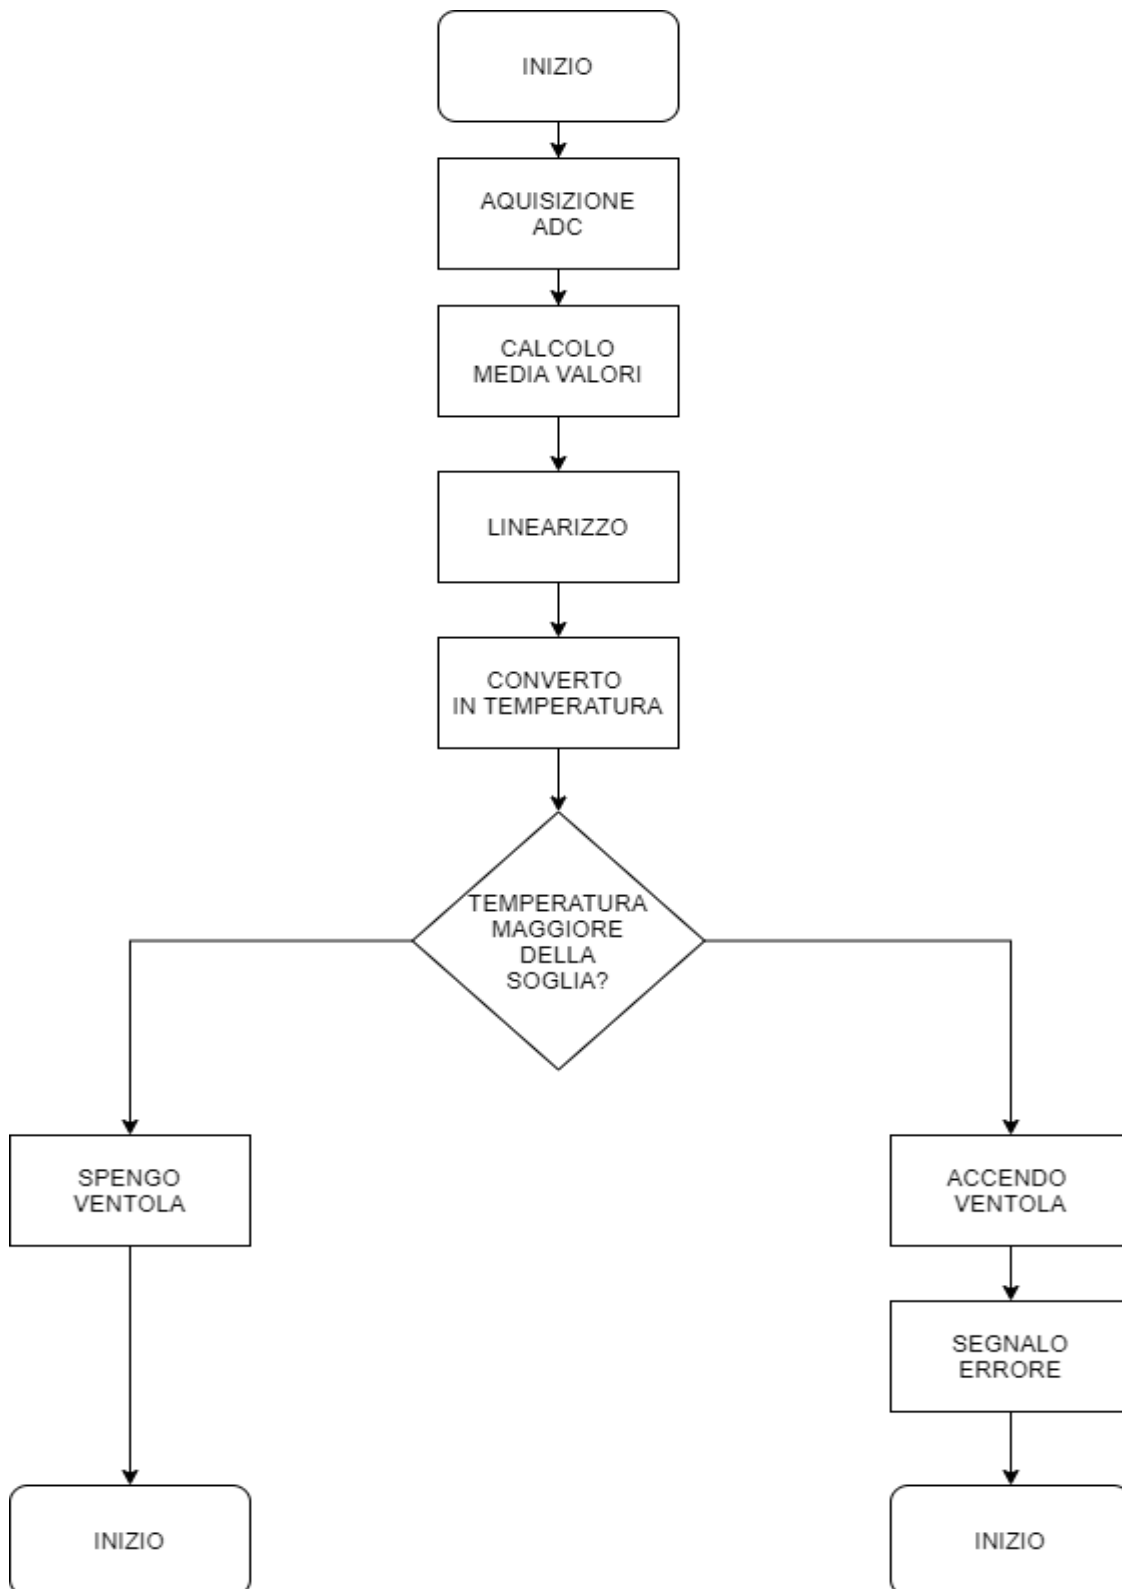 INIZIO
AQUISIZIONE
ADC
CALCOLO
MEDIA VALORI
LINEARIZZO
CONVERTO
IN TEMPERATURA
TEMPERATURA
MAGGIORE
DELLA
SOGLIA?
SPENGO
VENTOLA
ACCENDO
VENTOLA
SEGNALO
ERRORE
INIZIO
INIZIO